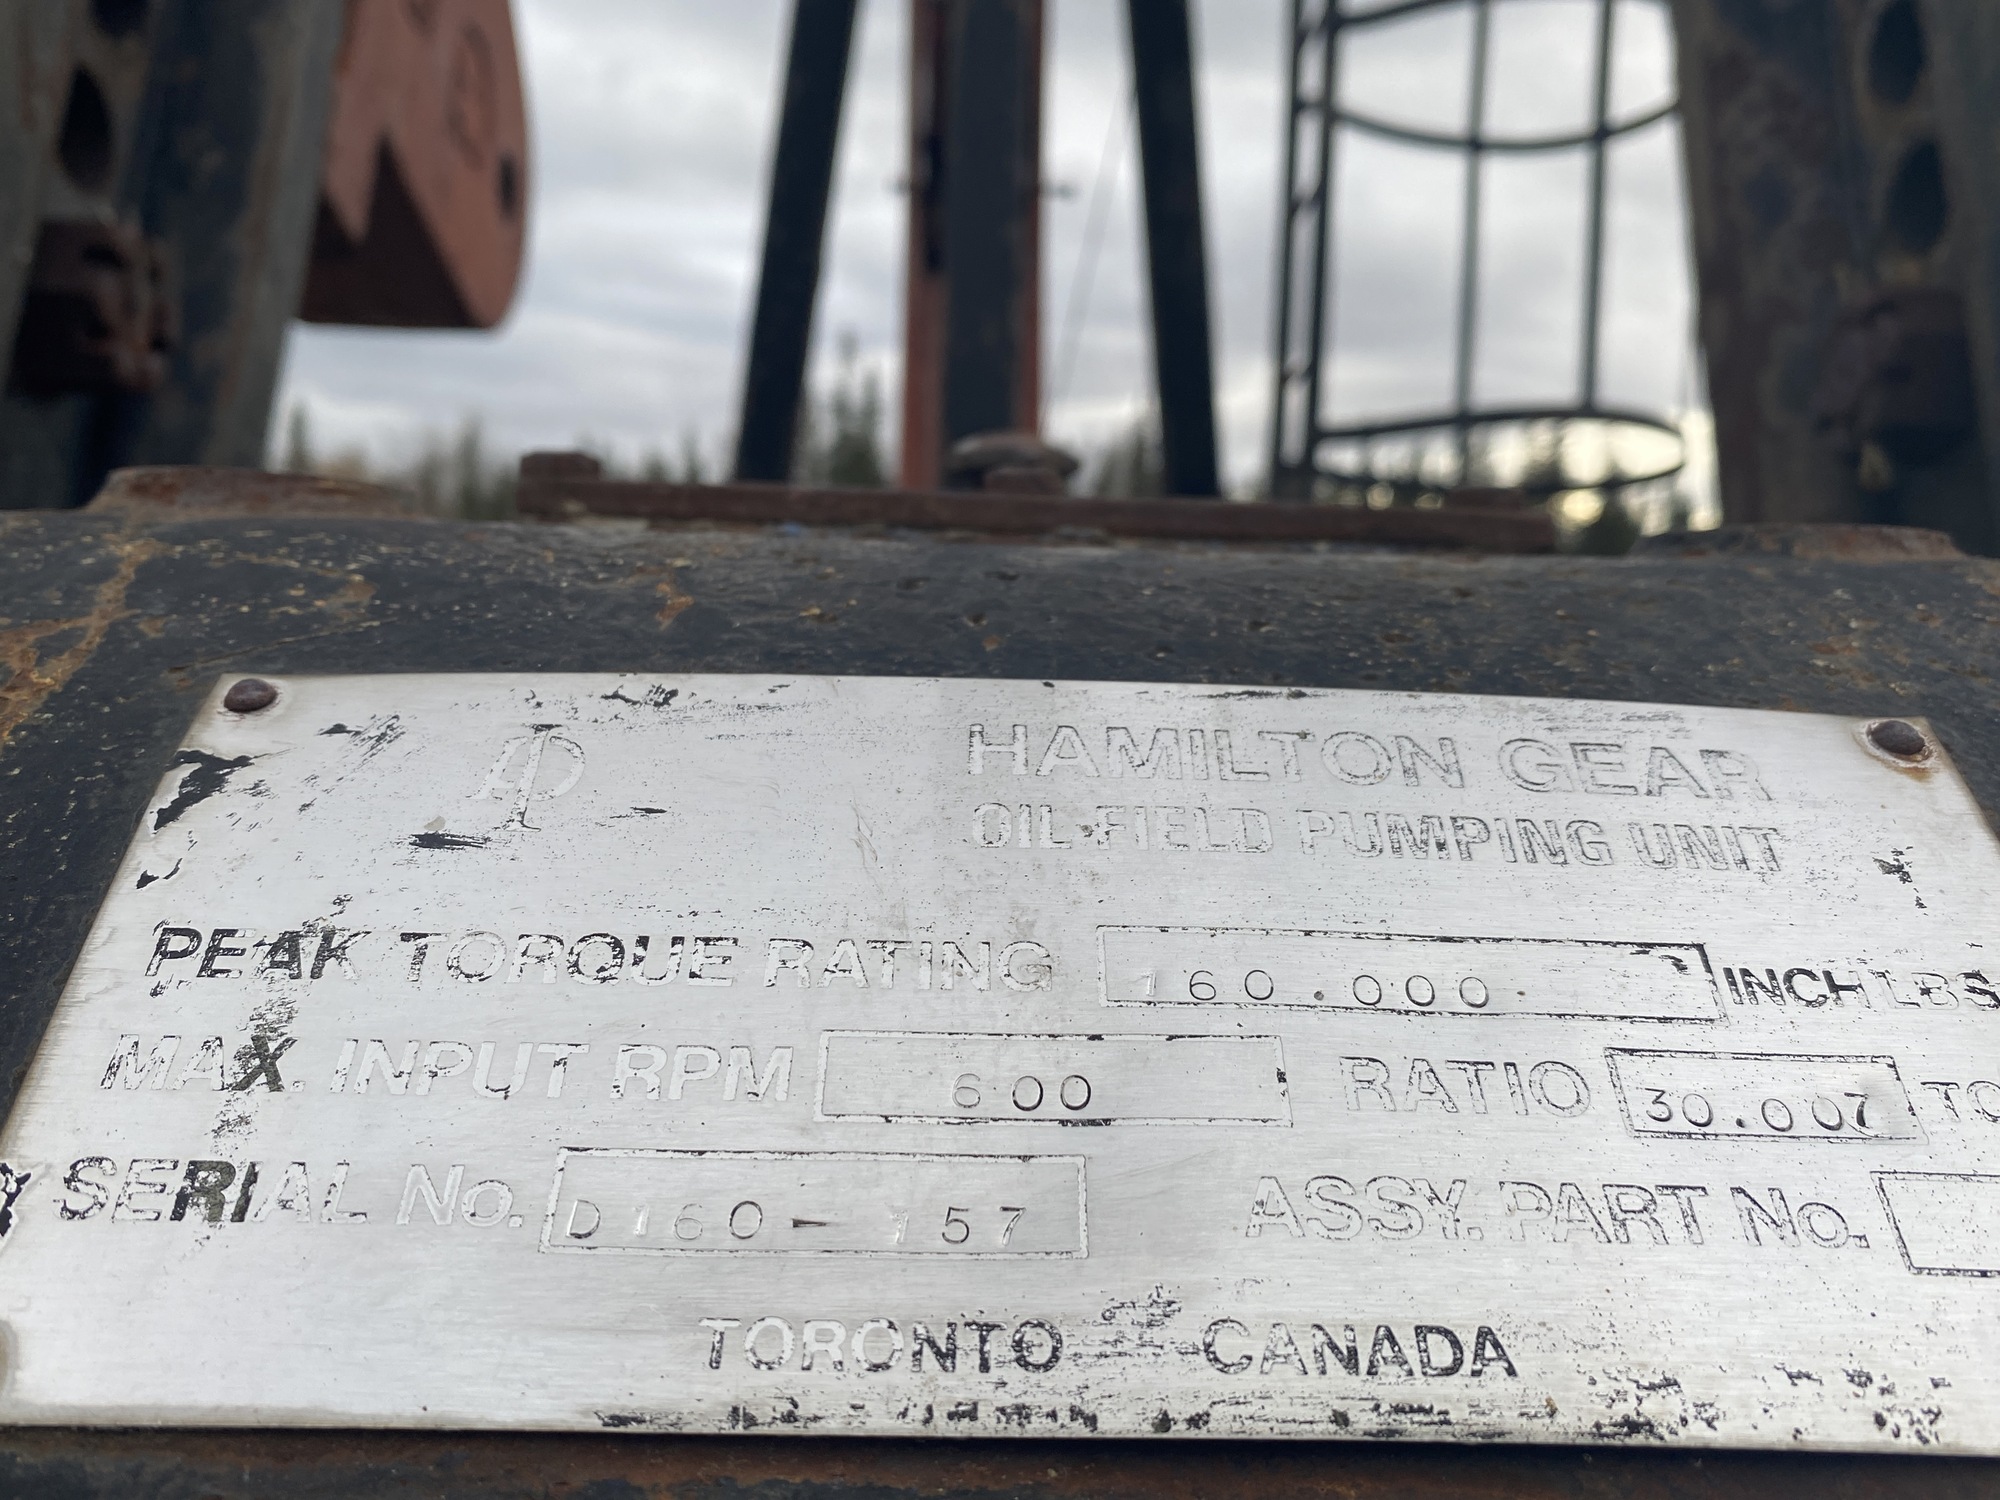 HAMILTON GEAR
OIL FIELD PUMPING UNIT
PEAK TORQUE RATING 160.000 INCH LBS
MAX. INPUT RPM 600 RATIO 30.007 TO
SERIAL No. D160-157 ASSY. PART No.
TORONTO CANADA